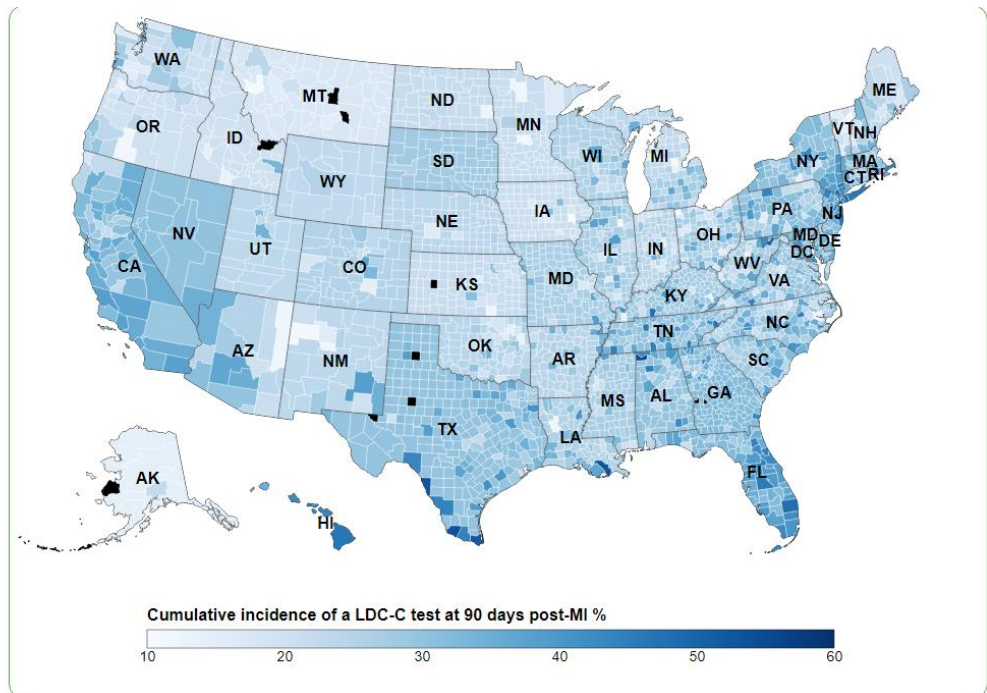 WA
ME
MT
ND
MN
VT NH
OR
ID
SD
WI
MI
NY
MA
CT RI
WY
IA
PA
NJ
NE
OH
NV
UT
IL
IN
MD DE
DC
CO
WV
CA
KS
MD
VA
KY
NC
TN
AZ
OK
NM
AR
SC
MS
AL
GA
TX
LA
FL
AK
HI
Cumulative incidence of a LDC-C test at 90 days post-MI %
10 20 30 40 50 60